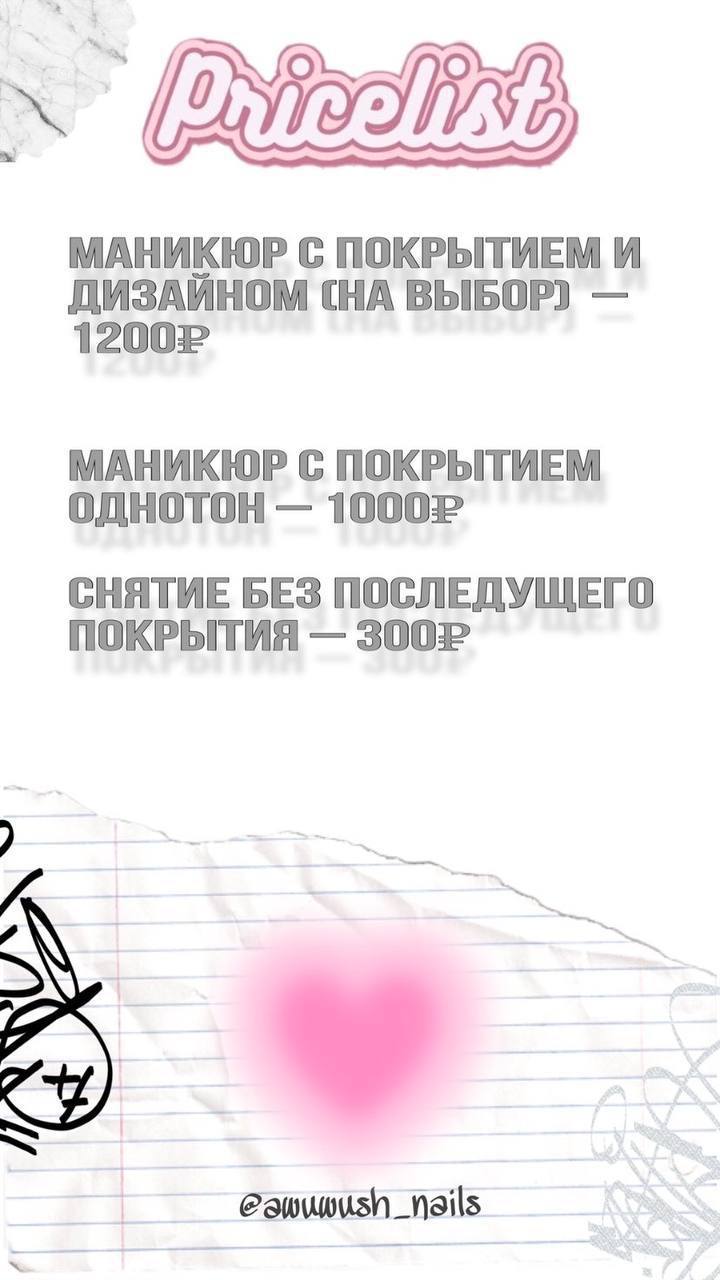 Pricelist
МАНИКЮР С ПОКРЫТИЕМ И
ДИЗАЙНОМ (НА ВЫБОР) —
1200₽
МАНИКЮР С ПОКРЫТИЕМ
ОДНОТОН — 1000₽
СНЯТИЕ БЕЗ ПОСЛЕДУЩЕГО
ПОКРЫТИЯ — 300₽
@awuwush_nails